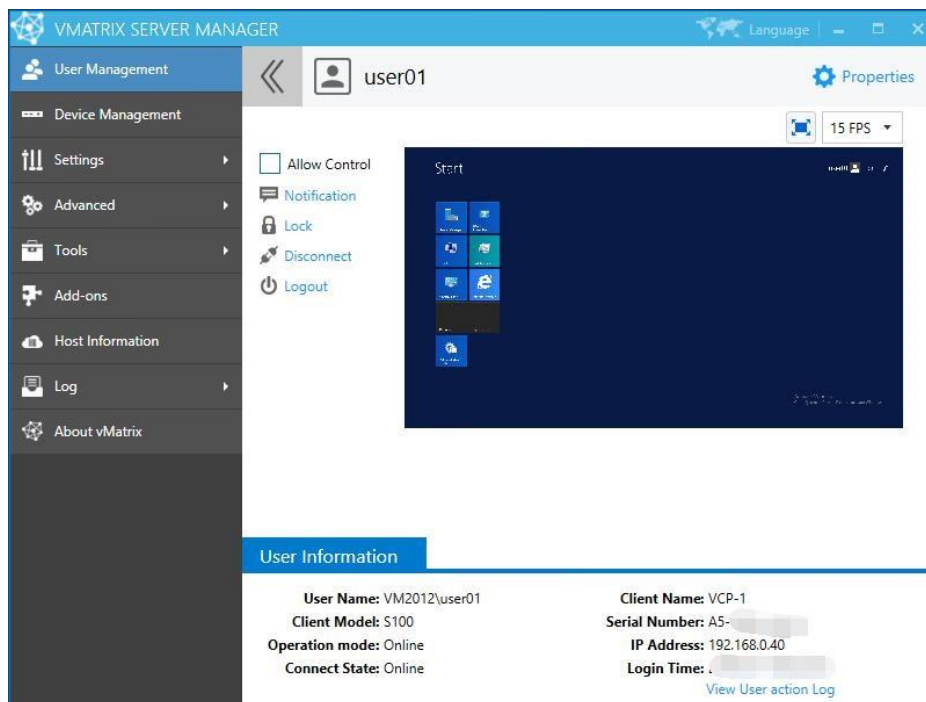 VMATRIX SERVER MANAGER
Language
User Management
user01
Properties
Device Management
15 FPS
Settings
Allow Control
Start
Notification
Advanced
Lock
Tools
Disconnect
Logout
Add-ons
Host Information
Log
About vMatrix
User Information
User Name: VM2012\user01
Client Name: VCP-1
Client Model: S100
Serial Number: A5-
Operation mode: Online
IP Address: 192.168.0.40
Connect State: Online
Login Time:
View User action Log